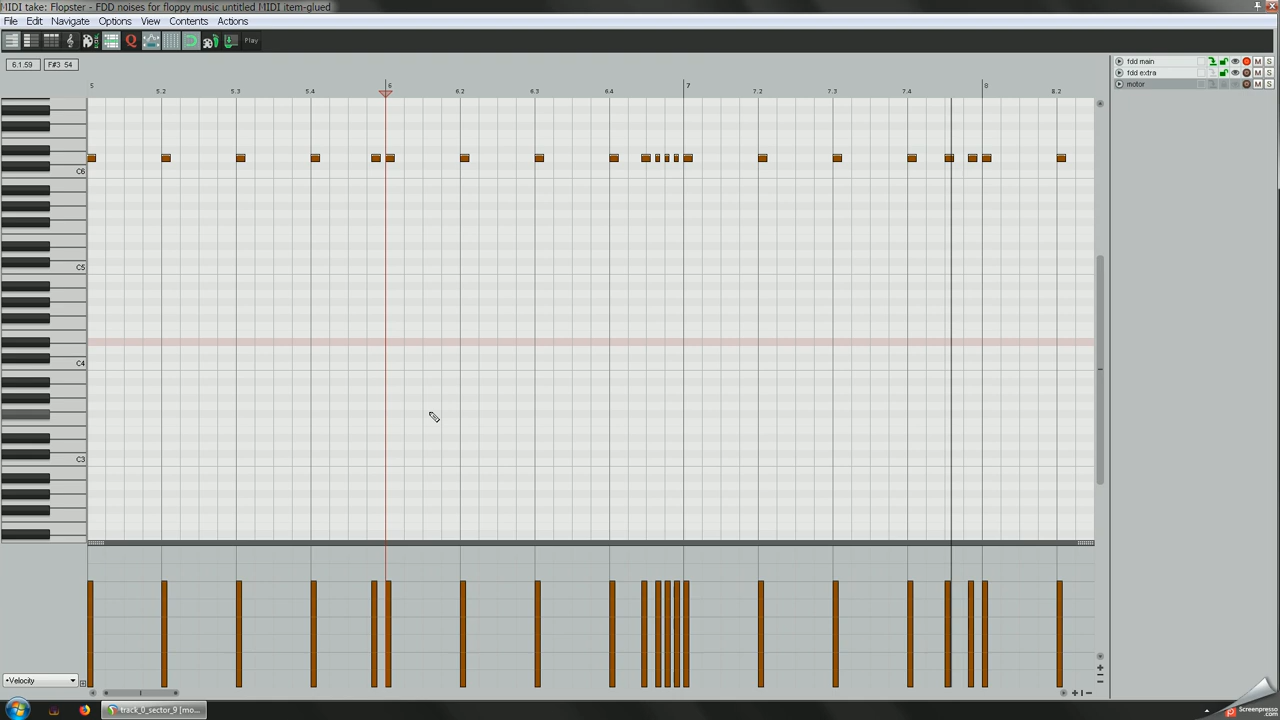 MIDI take: Flopster - FDD noises for floppy music untitled MIDI item-glued
File Edit Navigate Options View Contents Actions
Q Play
6.1.59 F#3 54
5 5.2 5.3 5.4 6 6.2 6.3 6.4 7 7.2 7.3 7.4 8 8.2
fdd main M S
fdd extra M S
motor M S
C6
C5
C4
C3
+Velocity
track_0_sector_9 [mo...
Screenpresso
.com